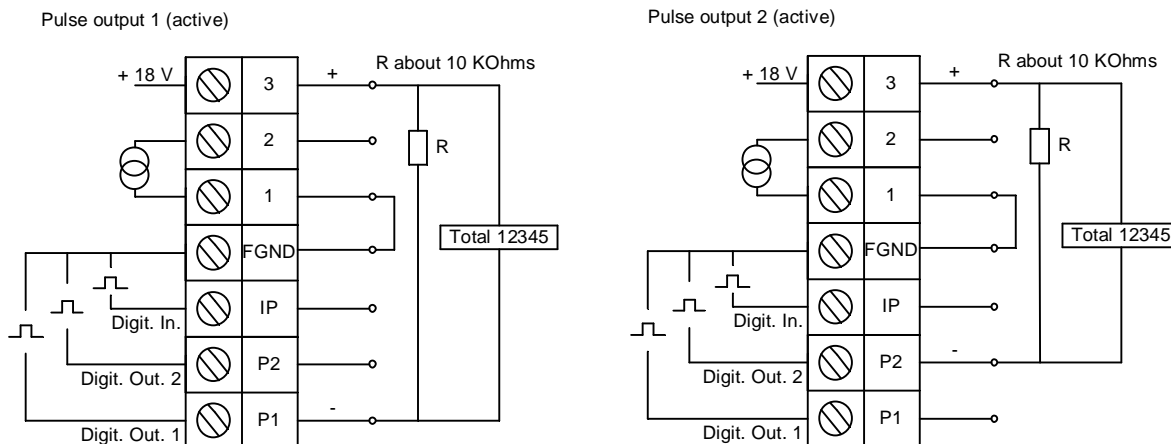 Pulse output 1 (active)
+ 18 V
3
+
R about 10 KOhms
2
R
1
Total 12345
FGND
IP
Digit. In.
P2
Digit. Out. 2
P1
-
Digit. Out. 1
Pulse output 2 (active)
+ 18 V
3
+
R about 10 KOhms
2
R
1
Total 12345
FGND
IP
Digit. In.
P2
-
Digit. Out. 2
P1
Digit. Out. 1